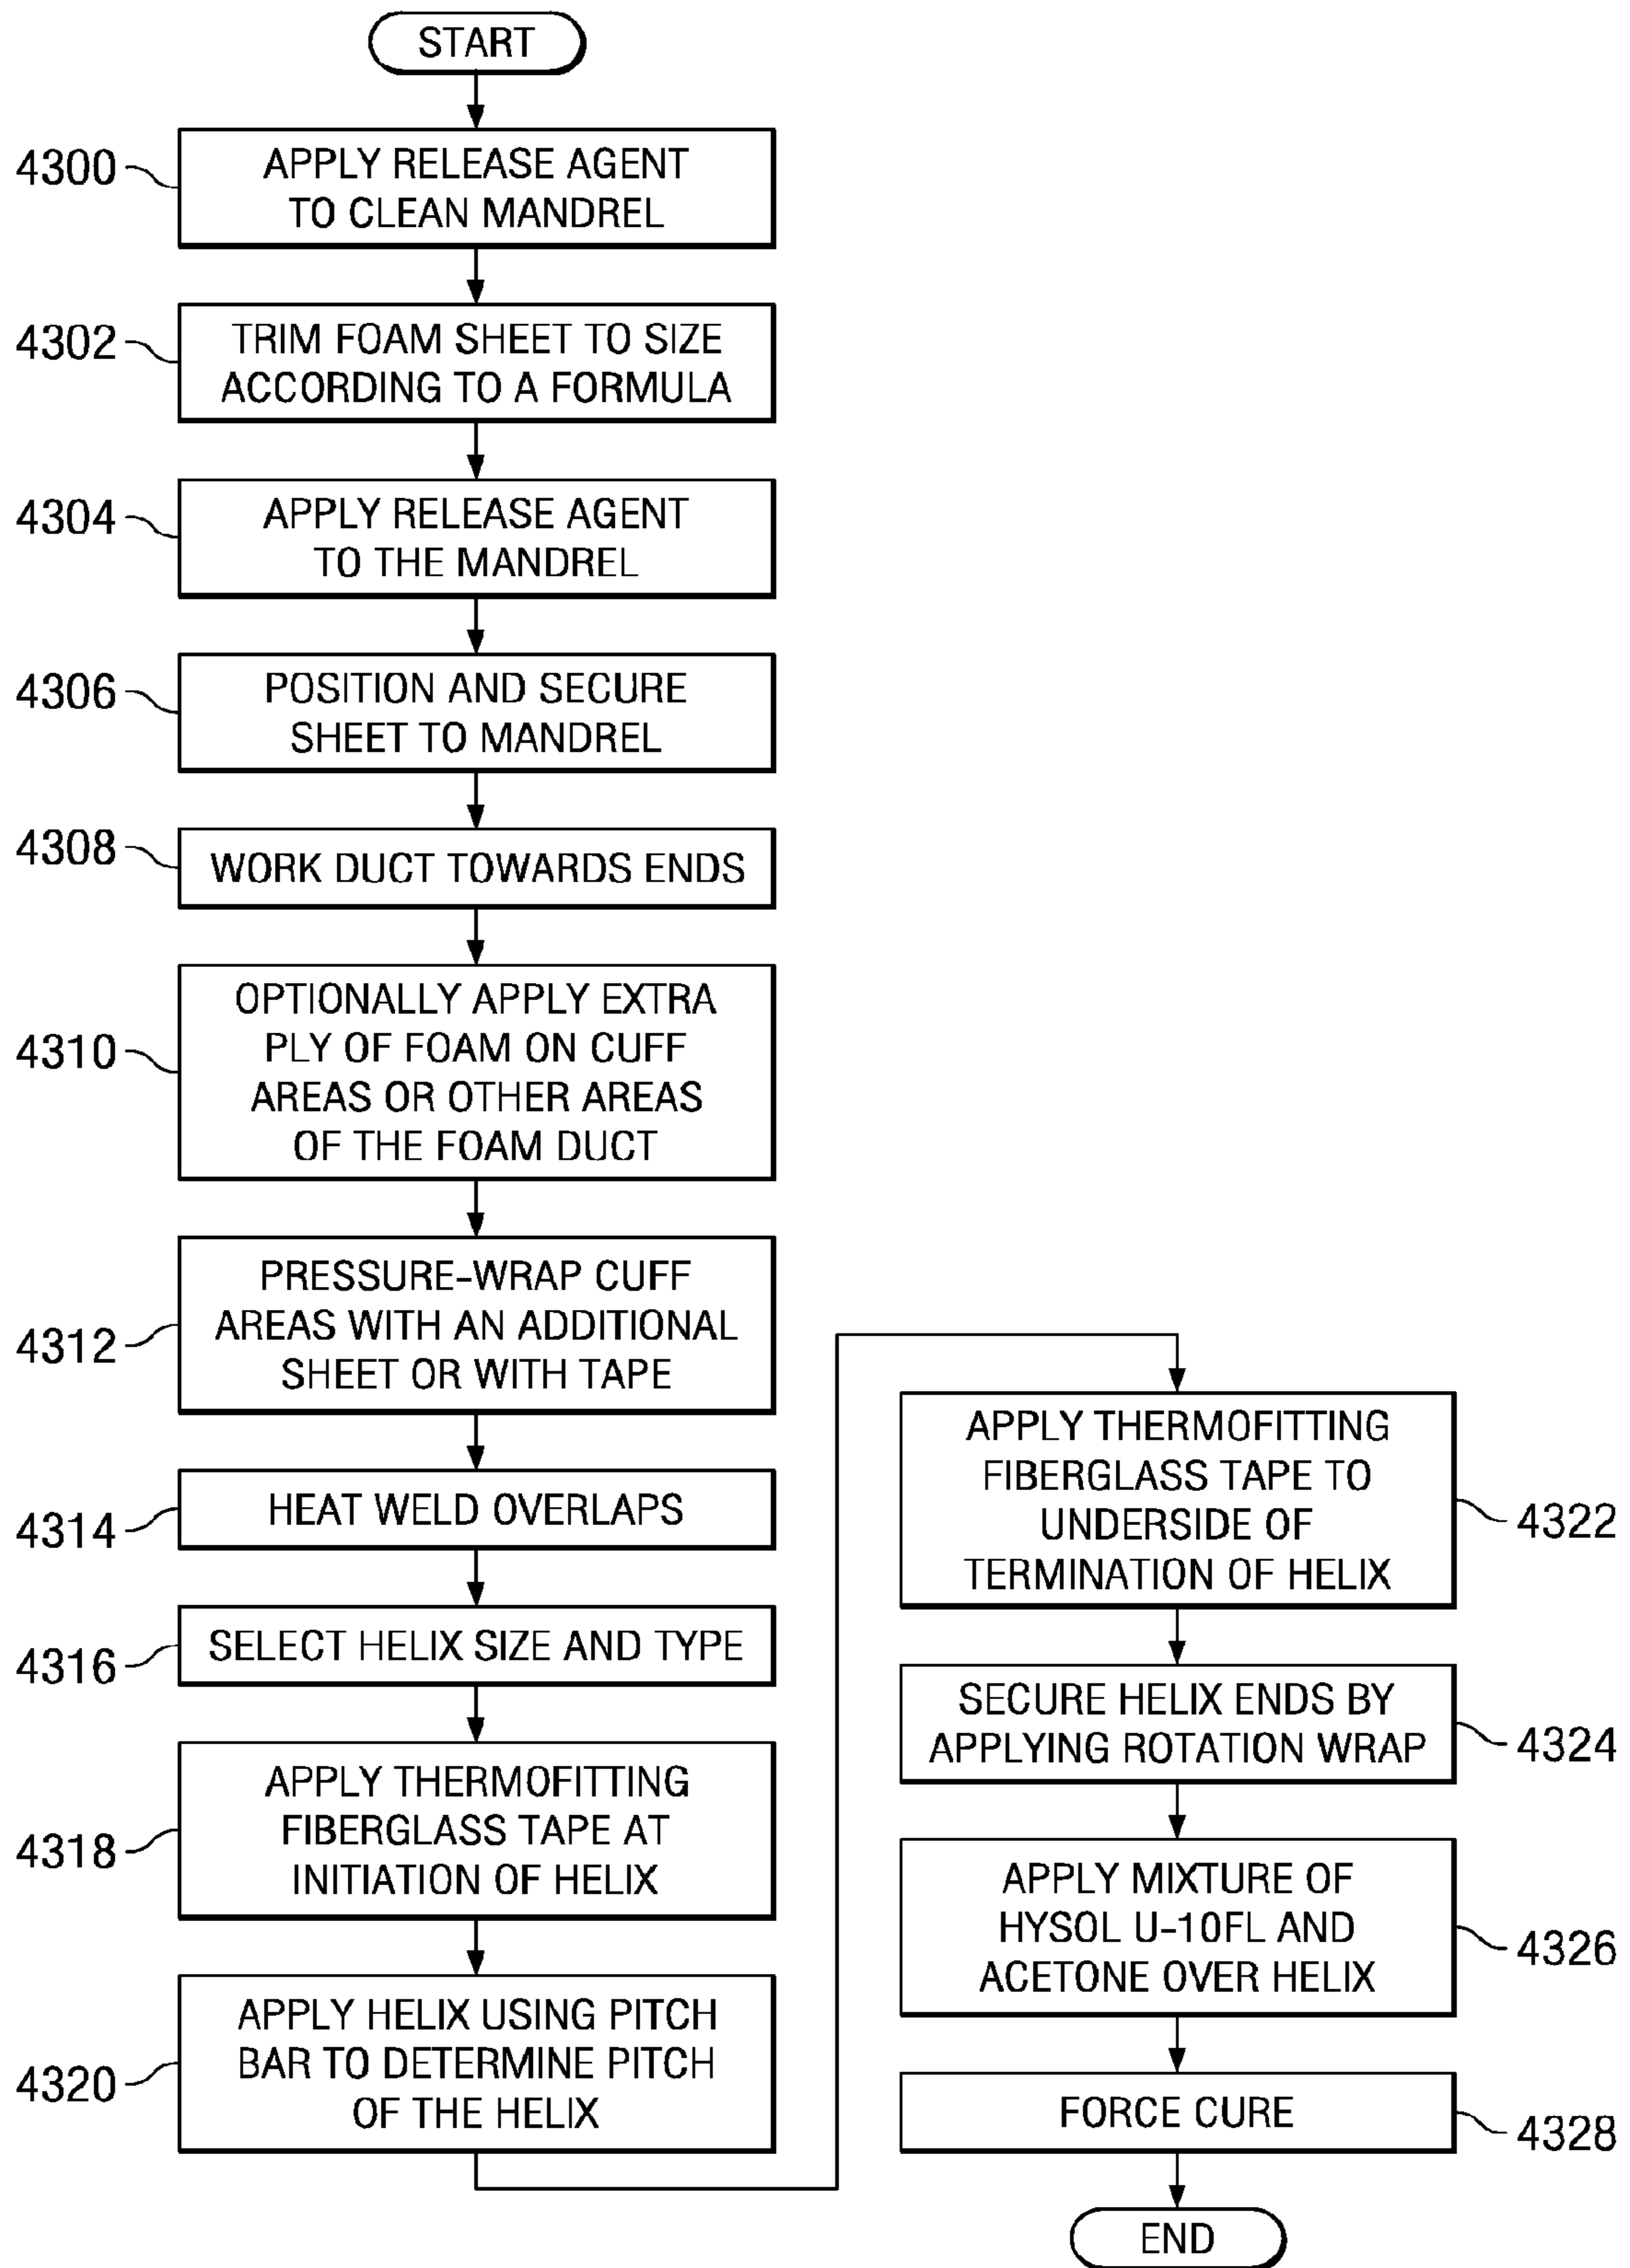 START
4300
APPLY RELEASE AGENT
TO CLEAN MANDREL
4302
TRIM FOAM SHEET TO SIZE
ACCORDING TO A FORMULA
4304
APPLY RELEASE AGENT
TO THE MANDREL
4306
POSITION AND SECURE
SHEET TO MANDREL
4308
WORK DUCT TOWARDS ENDS
4310
OPTIONALLY APPLY EXTRA
PLY OF FOAM ON CUFF
AREAS OR OTHER AREAS
OF THE FOAM DUCT
4312
PRESSURE-WRAP CUFF
AREAS WITH AN ADDITIONAL
SHEET OR WITH TAPE
4314
HEAT WELD OVERLAPS
4316
SELECT HELIX SIZE AND TYPE
4318
APPLY THERMOFITTING
FIBERGLASS TAPE AT
INITIATION OF HELIX
4320
APPLY HELIX USING PITCH
BAR TO DETERMINE PITCH
OF THE HELIX
APPLY THERMOFITTING
FIBERGLASS TAPE TO
UNDERSIDE OF
TERMINATION OF HELIX
4322
SECURE HELIX ENDS BY
APPLYING ROTATION WRAP
4324
APPLY MIXTURE OF
HYSOL U-10FL AND
ACETONE OVER HELIX
4326
FORCE CURE
4328
END